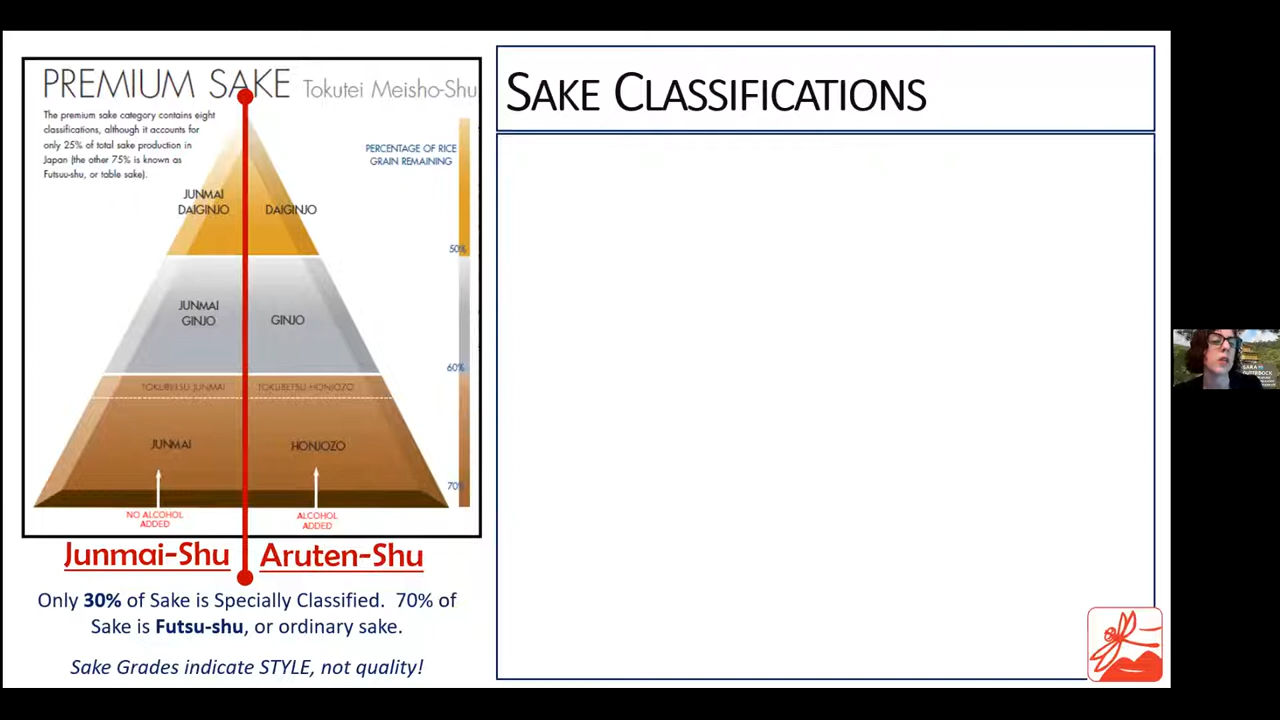 PREMIUM SAKE Tokutei Meisho-Shu
The premium sake category contains eight
classifications, although it accounts for
only 25% of total sake production in
Japan (the other 75% is known as
Futsuu-shu, or table sake).
PERCENTAGE OF RICE
GRAIN REMAINING
JUNMAI
DAIGINJO
DAIGINJO
50%
JUNMAI
GINJO
GINJO
60%
TOKUBETSU JUNMAI
TOKUBETSU HONJOZO
JUNMAI
HONJOZO
70%
NO ALCOHOL
ADDED
ALCOHOL
ADDED
Junmai-Shu
Aruten-Shu
Only 30% of Sake is Specially Classified. 70% of
Sake is Futsu-shu, or ordinary sake.
Sake Grades indicate STYLE, not quality!
SAKE CLASSIFICATIONS
SARA
GUTERBOCK